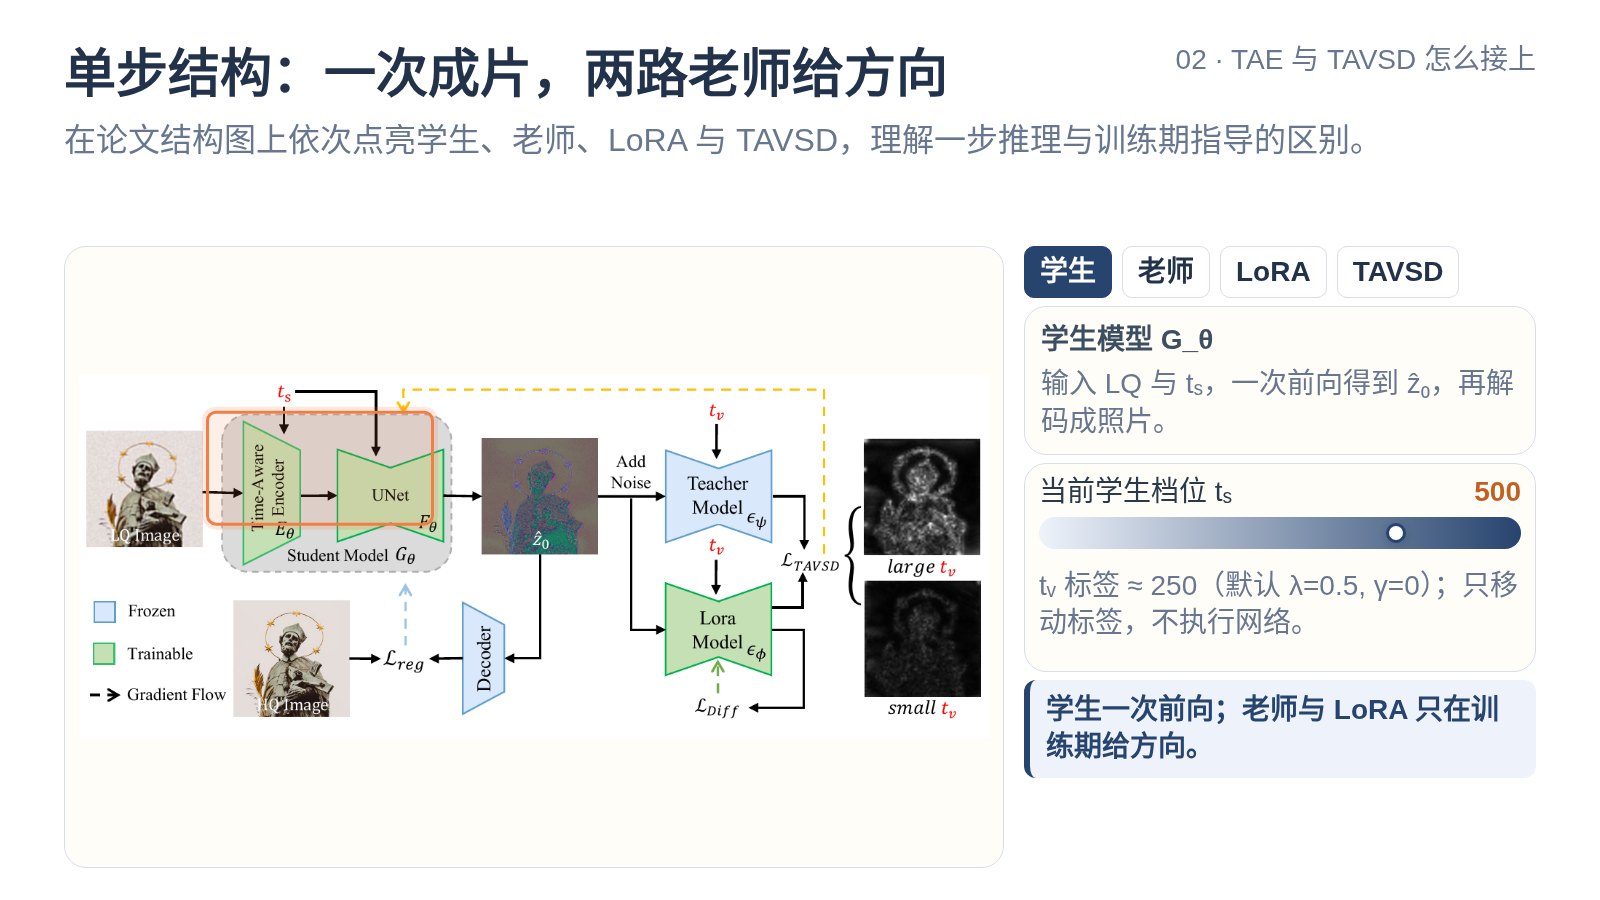 单步结构：一次成片，两路老师给方向
02 · TAE 与 TAVSD 怎么接上
在论文结构图上依次点亮学生、老师、LoRA 与 TAVSD，理解一步推理与训练期指导的区别。
t_s
LQ Image
Time-Aware Encoder
E_θ
UNet
F_θ
Student Model G_θ
ẑ_0
Add
Noise
t_v
Teacher
Model ϵ_ψ
t_v
ℒ_TAVSD
Lora
Model ϵ_ϕ
ℒ_Diff
large t_v
small t_v
Frozen
Trainable
Gradient Flow
HQ Image
ℒ_reg
Decoder
学生
老师
LoRA
TAVSD
学生模型 G_θ
输入 LQ 与 tₛ，一次前向得到 ẑ₀，再解
码成照片。
当前学生档位 tₛ
500
tᵥ 标签 ≈ 250（默认 λ=0.5, γ=0）；只移
动标签，不执行网络。
学生一次前向；老师与 LoRA 只在训
练期给方向。